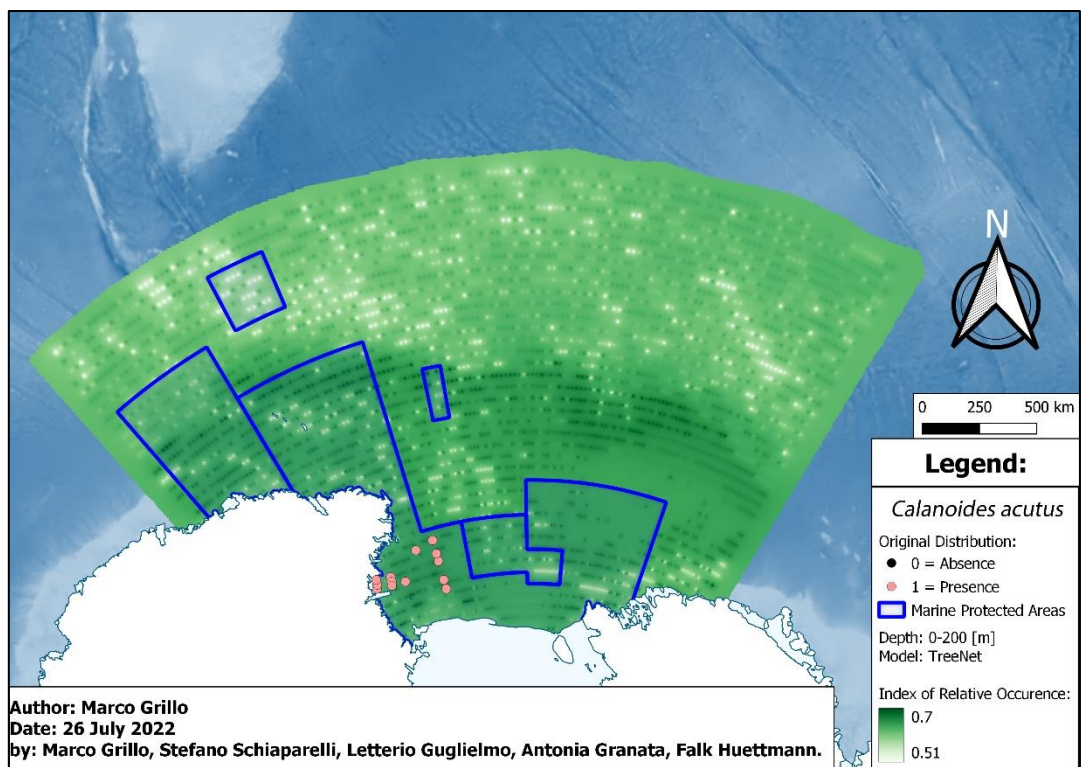 N
0 250 500 km
Legend:
Calanoides acutus
Original Distribution:
0 = Absence
1 = Presence
Marine Protected Areas
Depth: 0-200 [m]
Model: TreeNet
Index of Relative Occurence:
0.7
0.51
Author: Marco Grillo
Date: 26 July 2022
by: Marco Grillo, Stefano Schiaparelli, Letterio Guglielmo, Antonia Granata, Falk Huettmann.